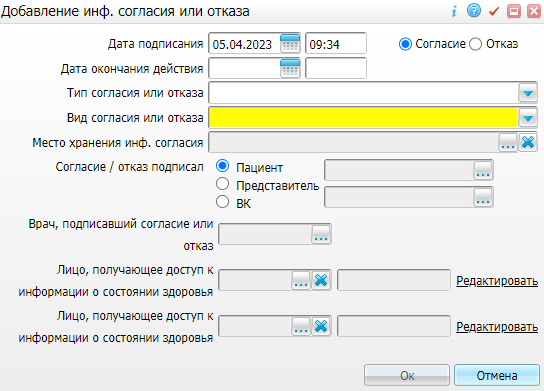 Добавление инф. согласия или отказа
Дата подписания 05.04.2023 09:34 Согласие Отказ
Дата окончания действия
Тип согласия или отказа
Вид согласия или отказа
Место хранения инф. согласия ...
Согласие / отказ подписал Пациент ...
Представитель ...
ВК
Врач, подписавший согласие или
отказ ...
Лицо, получающее доступ к
информации о состоянии здоровья ... Редактировать
Лицо, получающее доступ к
информации о состоянии здоровья ... Редактировать
Ок Отмена